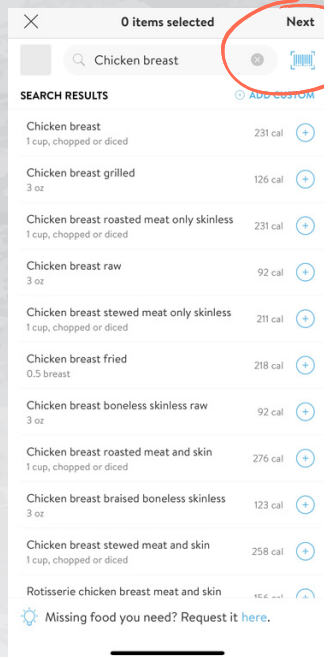 0 items selected Next
Chicken breast
SEARCH RESULTS ADD CUSTOM
Chicken breast
1 cup, chopped or diced
231 cal
Chicken breast grilled
3 oz
126 cal
Chicken breast roasted meat only skinless
1 cup, chopped or diced
231 cal
Chicken breast raw
3 oz
92 cal
Chicken breast stewed meat only skinless
1 cup, chopped or diced
211 cal
Chicken breast fried
0.5 breast
218 cal
Chicken breast boneless skinless raw
3 oz
92 cal
Chicken breast roasted meat and skin
1 cup, chopped or diced
276 cal
Chicken breast braised boneless skinless
3 oz
123 cal
Chicken breast stewed meat and skin
1 cup, chopped or diced
258 cal
Rotisserie chicken breast meat and skin
156 cal
Missing food you need? Request it here.